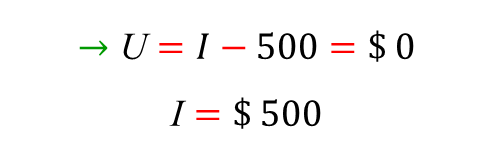 → U = I − 500 = $ 0
I = $ 500